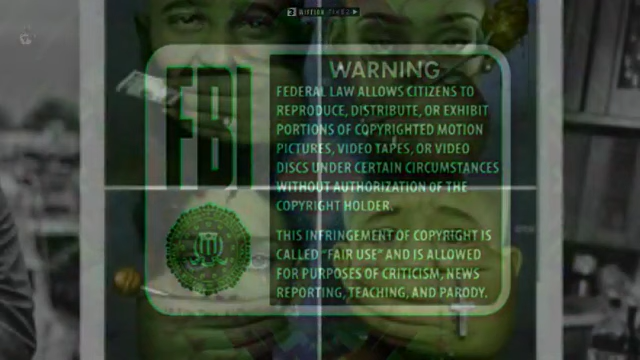 FBI
WARNING
FEDERAL LAW ALLOWS CITIZENS TO
REPRODUCE, DISTRIBUTE, OR EXHIBIT
PORTIONS OF COPYRIGHTED MOTION
PICTURES, VIDEO TAPES, OR VIDEO
DISCS UNDER CERTAIN CIRCUMSTANCES
WITHOUT AUTHORIZATION OF THE
COPYRIGHT HOLDER.
THIS INFRINGEMENT OF COPYRIGHT IS
CALLED "FAIR USE" AND IS ALLOWED
FOR PURPOSES OF CRITICISM, NEWS
REPORTING, TEACHING, AND PARODY.